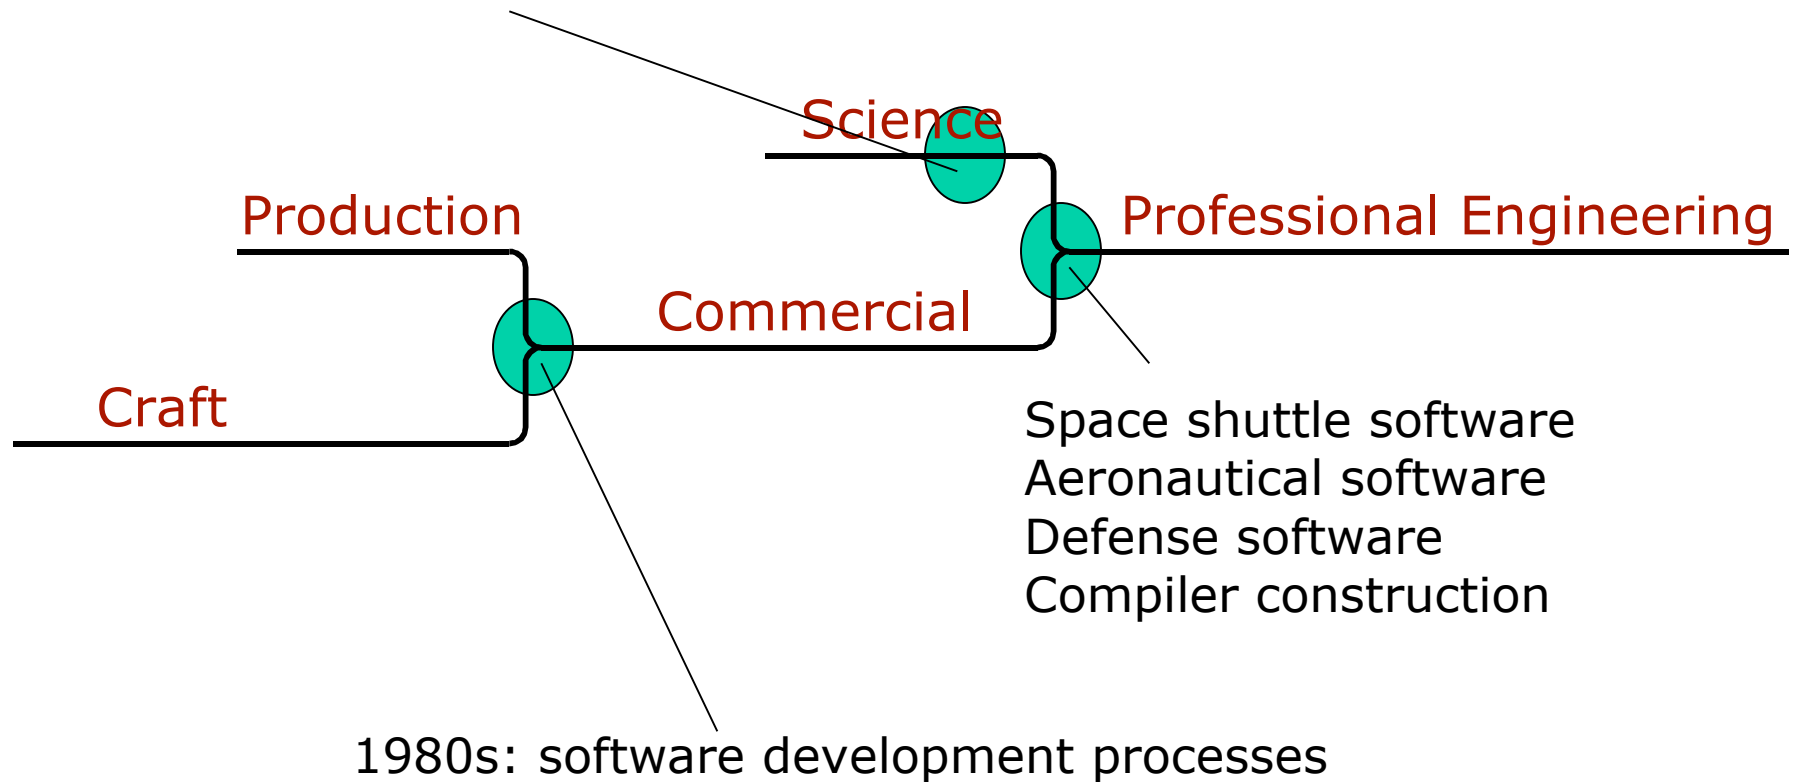 Science
Production
Professional Engineering
Commercial
Craft
Space shuttle software
Aeronautical software
Defense software
Compiler construction
1980s: software development processes